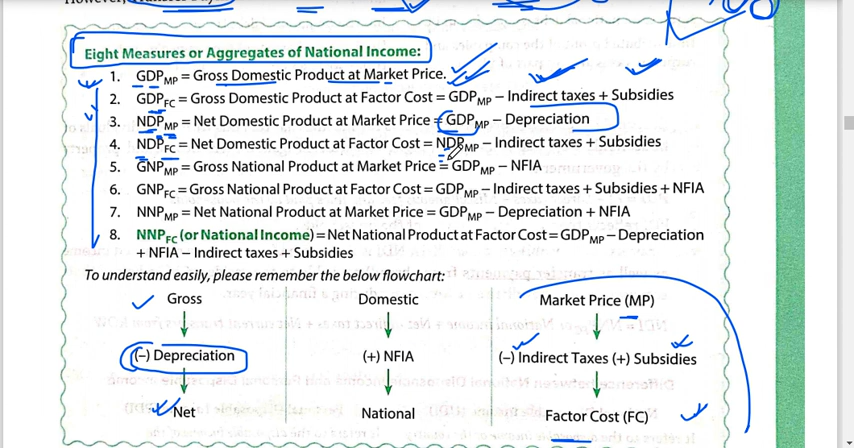 Eight Measures or Aggregates of National Income:
1. GDPMP = Gross Domestic Product at Market Price.
2. GDPFC = Gross Domestic Product at Factor Cost = GDPMP – Indirect taxes + Subsidies
3. NDPMP = Net Domestic Product at Market Price = GDPMP – Depreciation
4. NDPFC = Net Domestic Product at Factor Cost = NDPMP – Indirect taxes + Subsidies
5. GNPMP = Gross National Product at Market Price = GDPMP – NFIA
6. GNPFC = Gross National Product at Factor Cost = GDPMP – Indirect taxes + Subsidies + NFIA
7. NNPMP = Net National Product at Market Price = GDPMP – Depreciation + NFIA
8. NNPFC (or National Income) = Net National Product at Factor Cost = GDPMP – Depreciation
+ NFIA – Indirect taxes + Subsidies
To understand easily, please remember the below flowchart:
Gross Domestic Market Price (MP)
(–) Depreciation (+) NFIA (–) Indirect Taxes (+) Subsidies
Net National Factor Cost (FC)